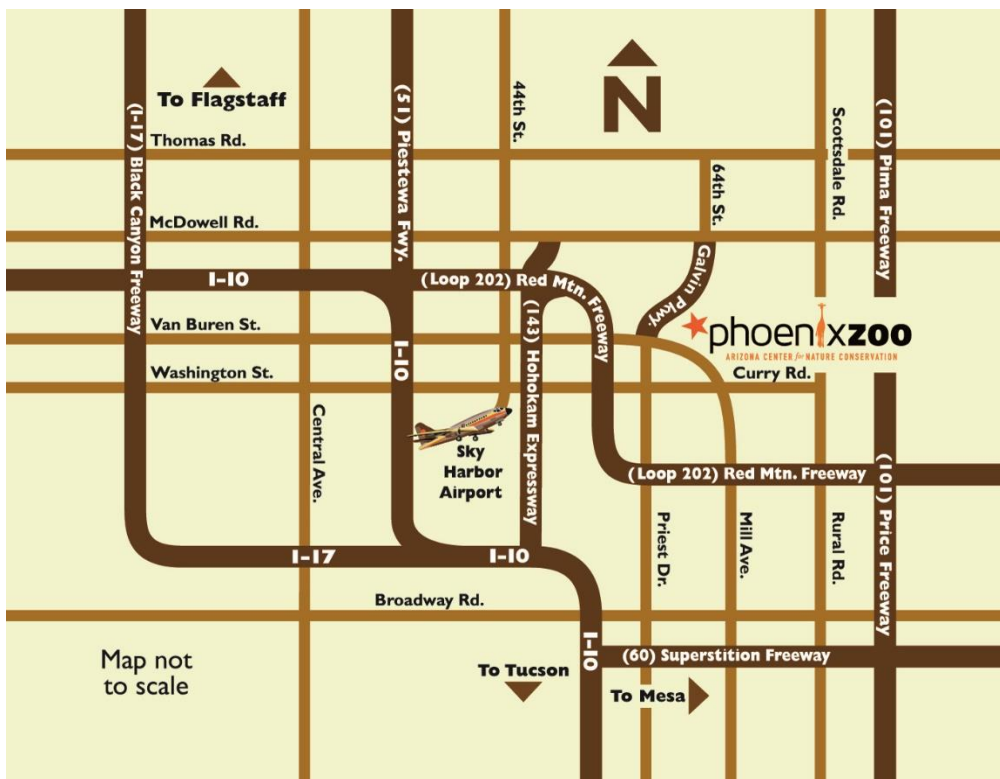 To Flagstaff
Thomas Rd.
McDowell Rd.
(I-17) Black Canyon Freeway
(51) Piestewa Fwy.
44th St.
N
64th St.
Scottsdale Rd.
(101) Pima Freeway
I-10
(Loop 202) Red Mtn. Freeway
Galvin Pkwy.
Van Buren St.
Washington St.
I-10
(143) Hohokam Expressway
phoenixzoo
ARIZONA CENTER for NATURE CONSERVATION
Curry Rd.
Central Ave.
Sky
Harbor
Airport
(Loop 202) Red Mtn. Freeway
(101) Price Freeway
Priest Dr.
Mill Ave.
Rural Rd.
I-17
I-10
Broadway Rd.
I-10
(60) Superstition Freeway
Map not
to scale
To Tucson
To Mesa